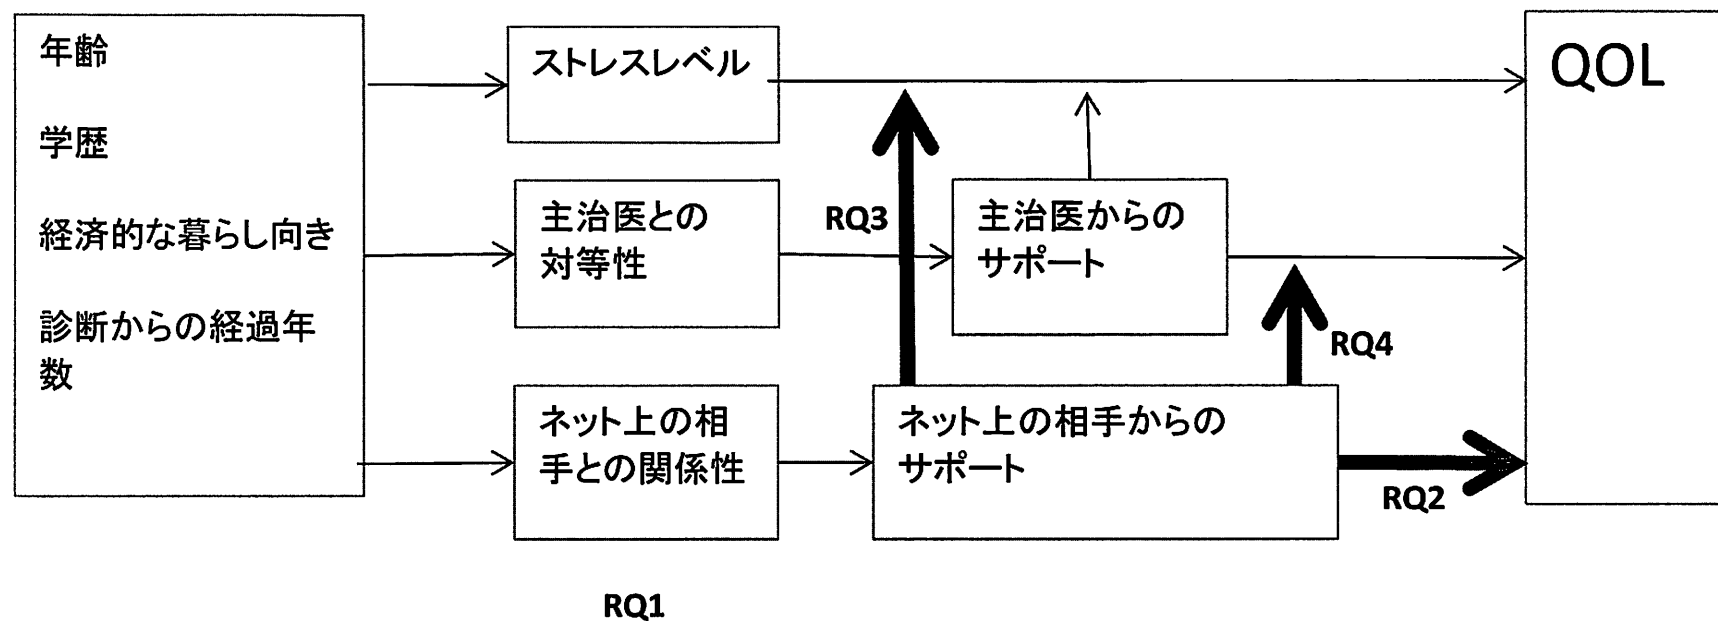 年齢
学歴
経済的な暮らし向き
診断からの経過年
数
ストレスレベル
主治医との
対等性
ネット上の相
手との関係性
RQ3
主治医からの
サポート
ネット上の相手からの
サポート
RQ4
RQ2
QOL
RQ1